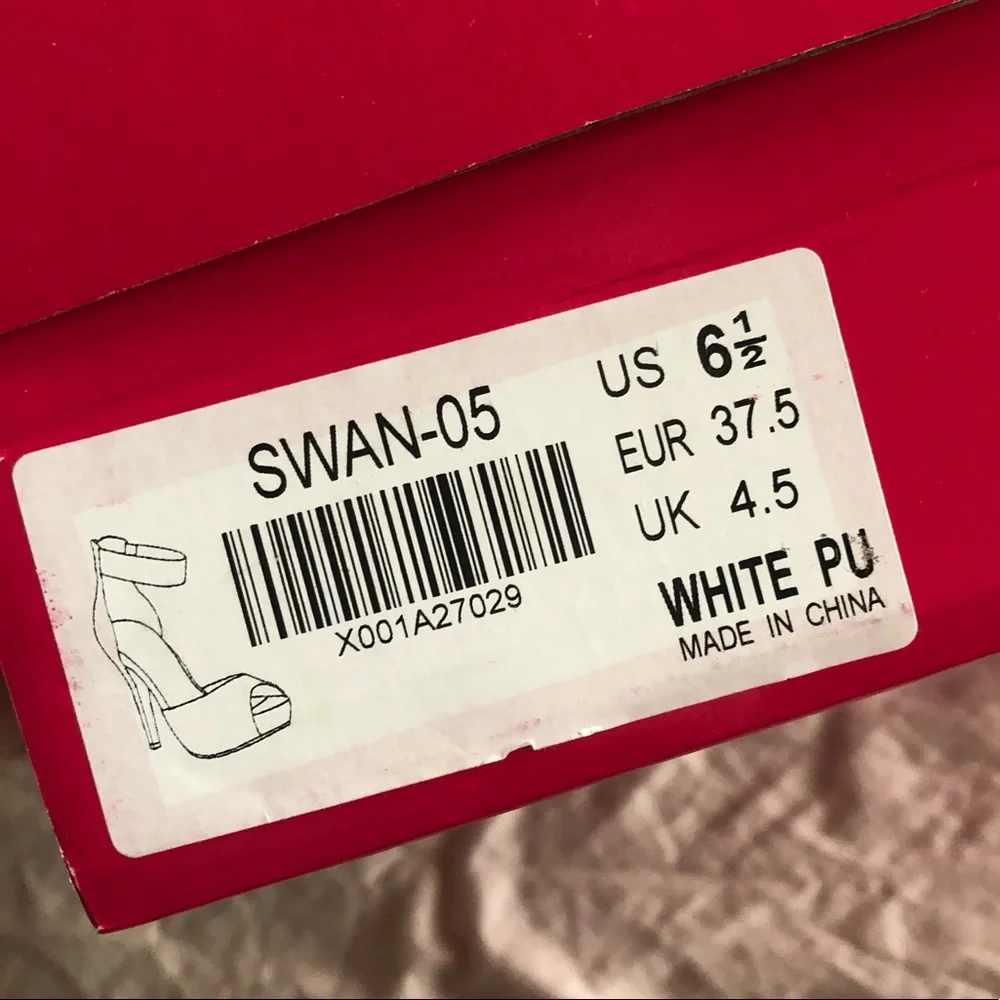 SWAN-05
X001A27029
US 6½
EUR 37.5
UK 4.5
WHITE PU
MADE IN CHINA